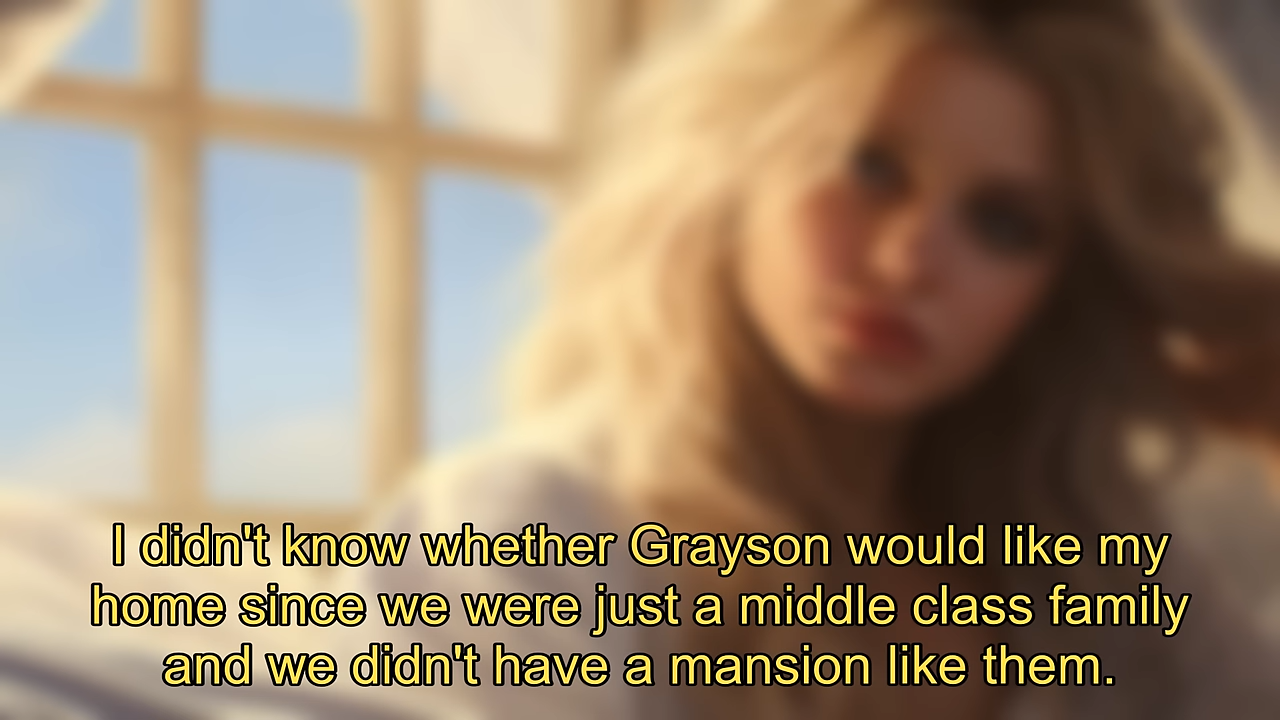 I didn't know whether Grayson would like my
home since we were just a middle class family
and we didn't have a mansion like them.